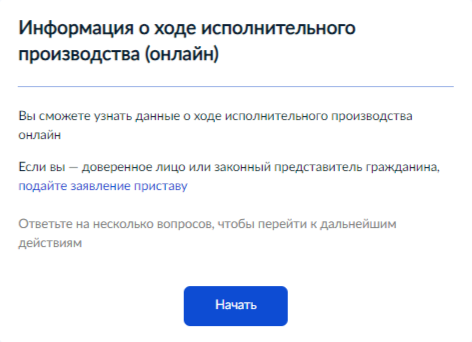 Информация о ходе исполнительного
производства (онлайн)
Вы сможете узнать данные о ходе исполнительного производства
онлайн
Если вы — доверенное лицо или законный представитель гражданина,
подайте заявление приставу
Ответьте на несколько вопросов, чтобы перейти к дальнейшим
действиям
Начать